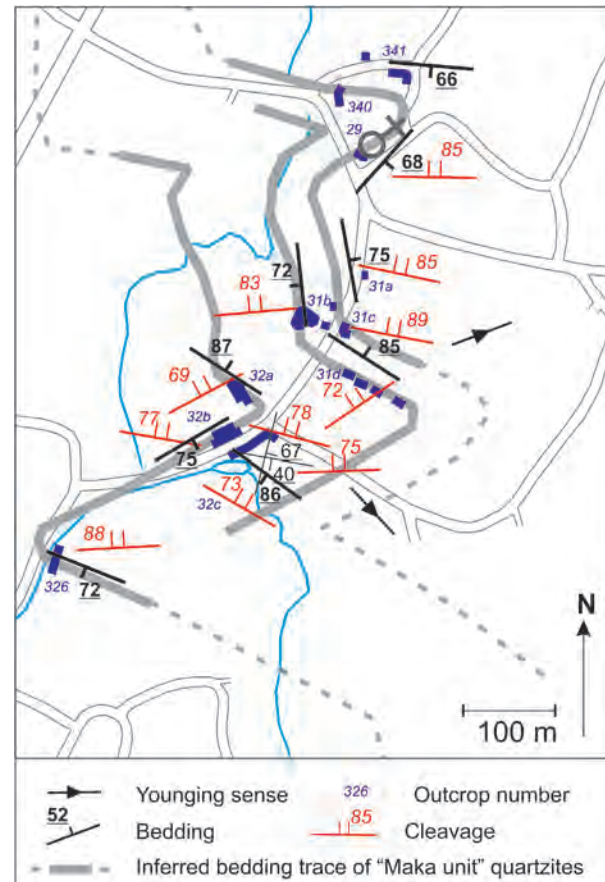 341
66
340
29
85
68
75
85
72
83
31b
31a
31c
89
85
87
31d
69
32a
72
32b
78
77
67
75
75
40
86
73
32c
88
326
72
N
100 m
Younging sense
326 Outcrop number
52 Bedding
85 Cleavage
Inferred bedding trace of “Maka unit” quartzites